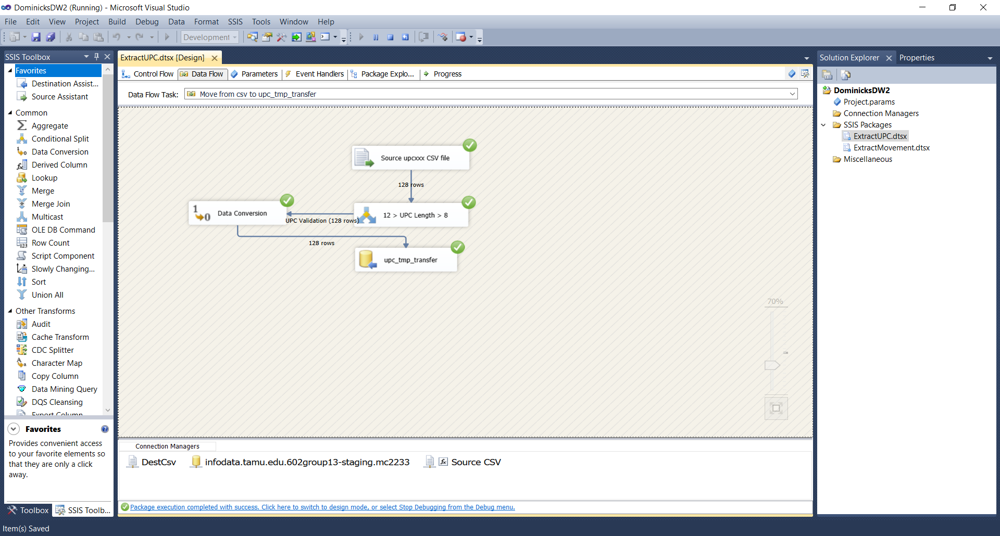 DominicksDW2 (Running) - Microsoft Visual Studio
File Edit View Project Build Debug Data Format SSIS Tools Window Help
Development
SSIS Toolbox
Favorites
Destination Assist...
Source Assistant
Common
Aggregate
Conditional Split
Data Conversion
Derived Column
Lookup
Merge
Merge Join
Multicast
OLE DB Command
Row Count
Script Component
Slowly Changing...
Sort
Union All
Other Transforms
Audit
Cache Transform
CDC Splitter
Character Map
Copy Column
Data Mining Query
DQS Cleansing
Export Column
Favorites
Provides convenient access
to your favorite elements so
that they are only a click
away.
Toolbox SSIS Toolb...
ExtractUPC.dtsx [Design]
Control Flow Data Flow Parameters Event Handlers Package Explo... Progress
Data Flow Task: Move from csv to upc_tmp_transfer
Source upcxxx CSV file
128 rows
Data Conversion
12 > UPC Length > 8
UPC Validation (128 rows)
128 rows
upc_tmp_transfer
70%
Connection Managers
DestCsv infodata.tamu.edu.602group13-staging.mc2233 Source CSV
Package execution completed with success. Click here to switch to design mode, or select Stop Debugging from the Debug menu.
Solution Explorer Properties
DominicksDW2
Project.params
Connection Managers
SSIS Packages
ExtractUPC.dtsx
ExtractMovement.dtsx
Miscellaneous
Item(s) Saved